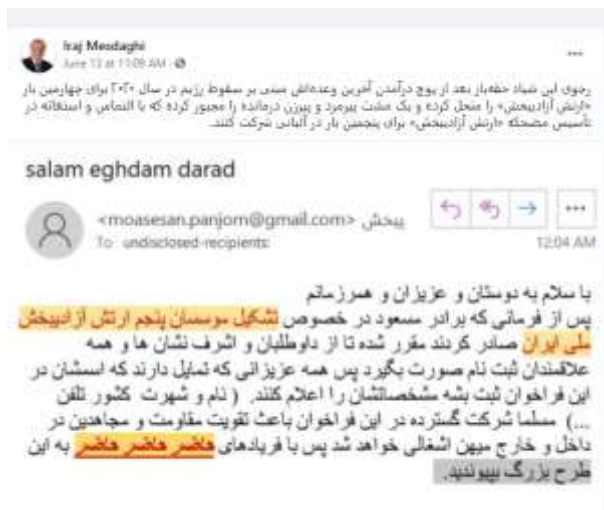 Iraj Mesdaghi
June 13 at 11:09 AM ·
رجوی این شیاد حقه‌باز بعد از پوچ درآمدن آخرین وعده‌اش مبنی بر سقوط رژیم در سال ۲۰۲۰ برای چهارمین بار
«ارتش آزادیبخش» را منحل کرده و یک مشت پیرمرد و پیرزن درمانده را مجبور کرده که با التماس و استغاثه در
تأسیس مضحکه «ارتش آزادیبخش» برای پنجمین بار در آلبانی شرکت کنند.
salam eghdam darad
پیخش <moasesan.panjom@gmail.com>
To undisclosed-recipients:
12:04 AM
با سلام به دوستان و عزیزان و همرزمانم
پس از فرمانی که برادر مسعود در خصوص تشکیل موسسان پنجم ارتش آزادیبخش
ملی ایران صادر کردند مقرر شده تا از داوطلبان و اشرف نشان ها و همه
علاقمندان ثبت نام صورت بگیرد پس همه عزیزانی که تمایل دارند که اسمشان در
این فراخوان ثبت بشه مشخصاتشان را اعلام کنند. ( نام و شهرت کشور تلفن
...) مسلما شرکت گسترده در این فراخوان باعث تقویت مقاومت و مجاهدین در
داخل و خارج میهن اشغالی خواهد شد پس با فریادهای حاضر حاضر حاضر به این
طرح بزرگ بپیوندید.